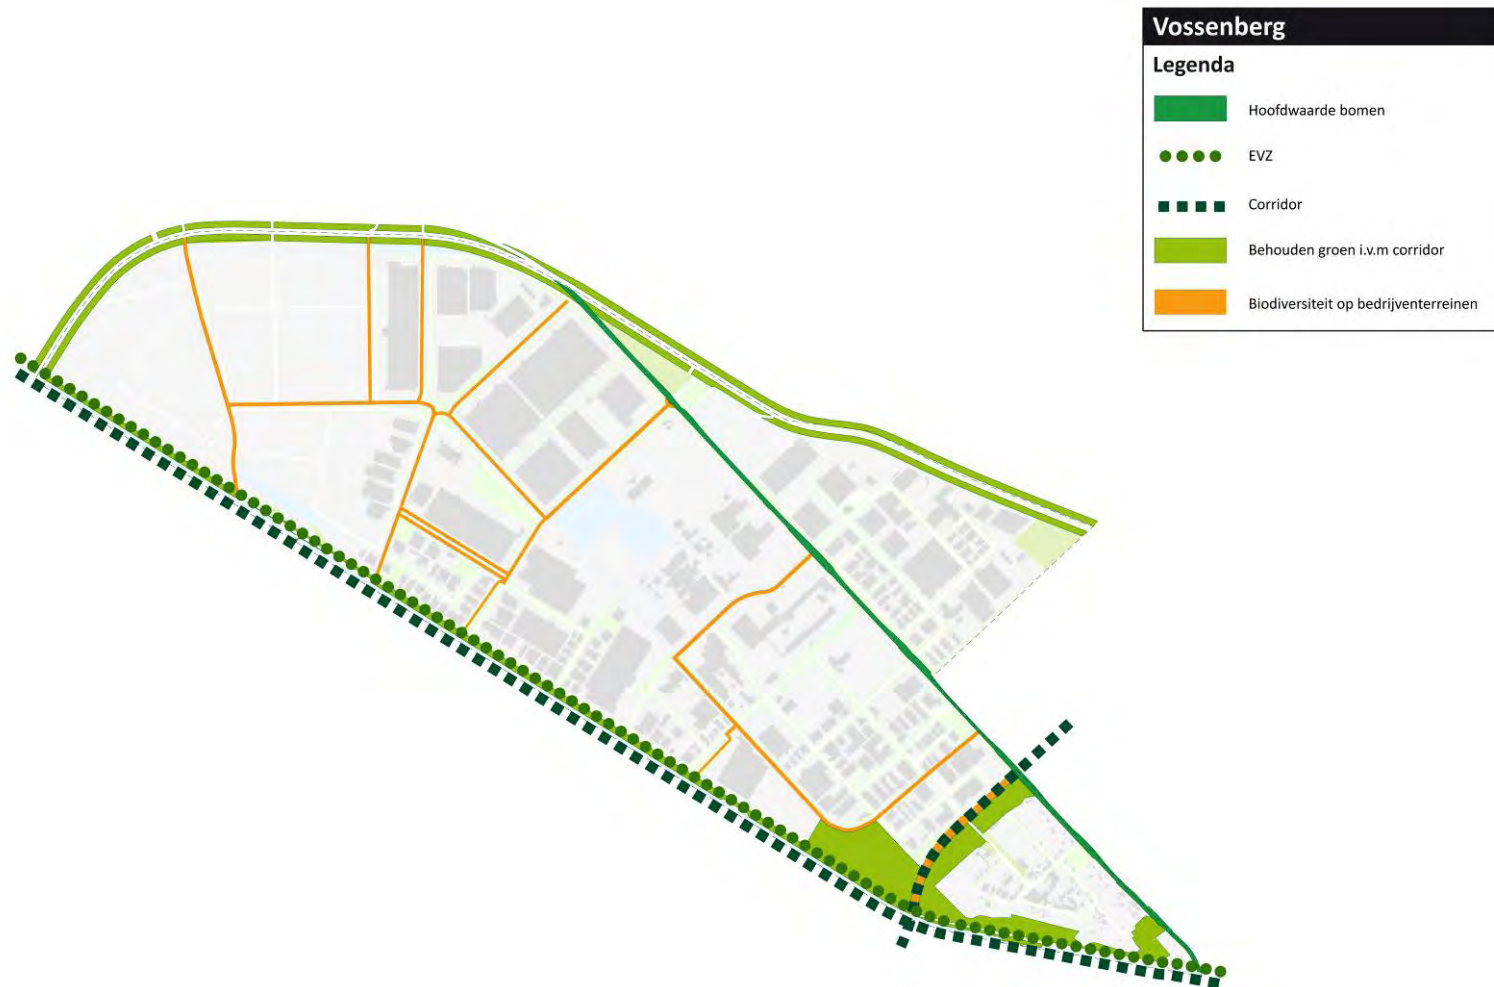 Vossenberg
Legenda
Hoofdwaarde bomen
EVZ
Corridor
Behouden groen i.v.m corridor
Biodiversiteit op bedrijventerreinen